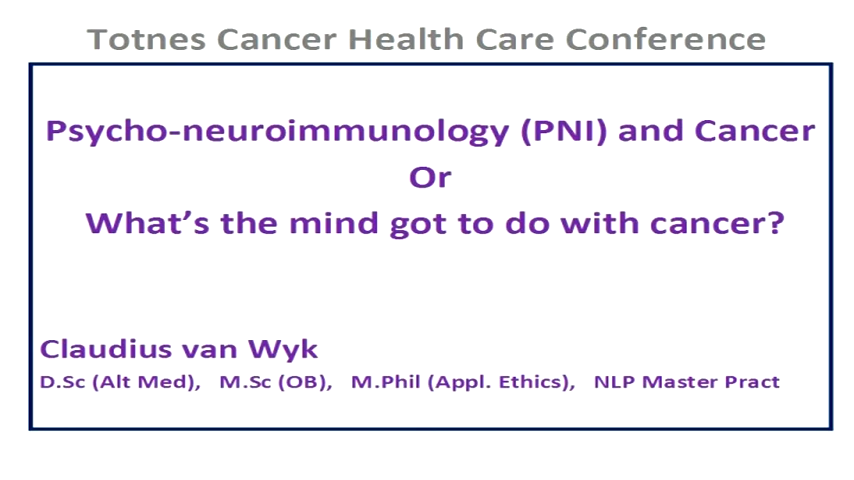 Totnes Cancer Health Care Conference
Psycho-neuroimmunology (PNI) and Cancer
Or
What's the mind got to do with cancer?
Claudius van Wyk
D.Sc (Alt Med), M.Sc (OB), M.Phil (Appl. Ethics), NLP Master Pract